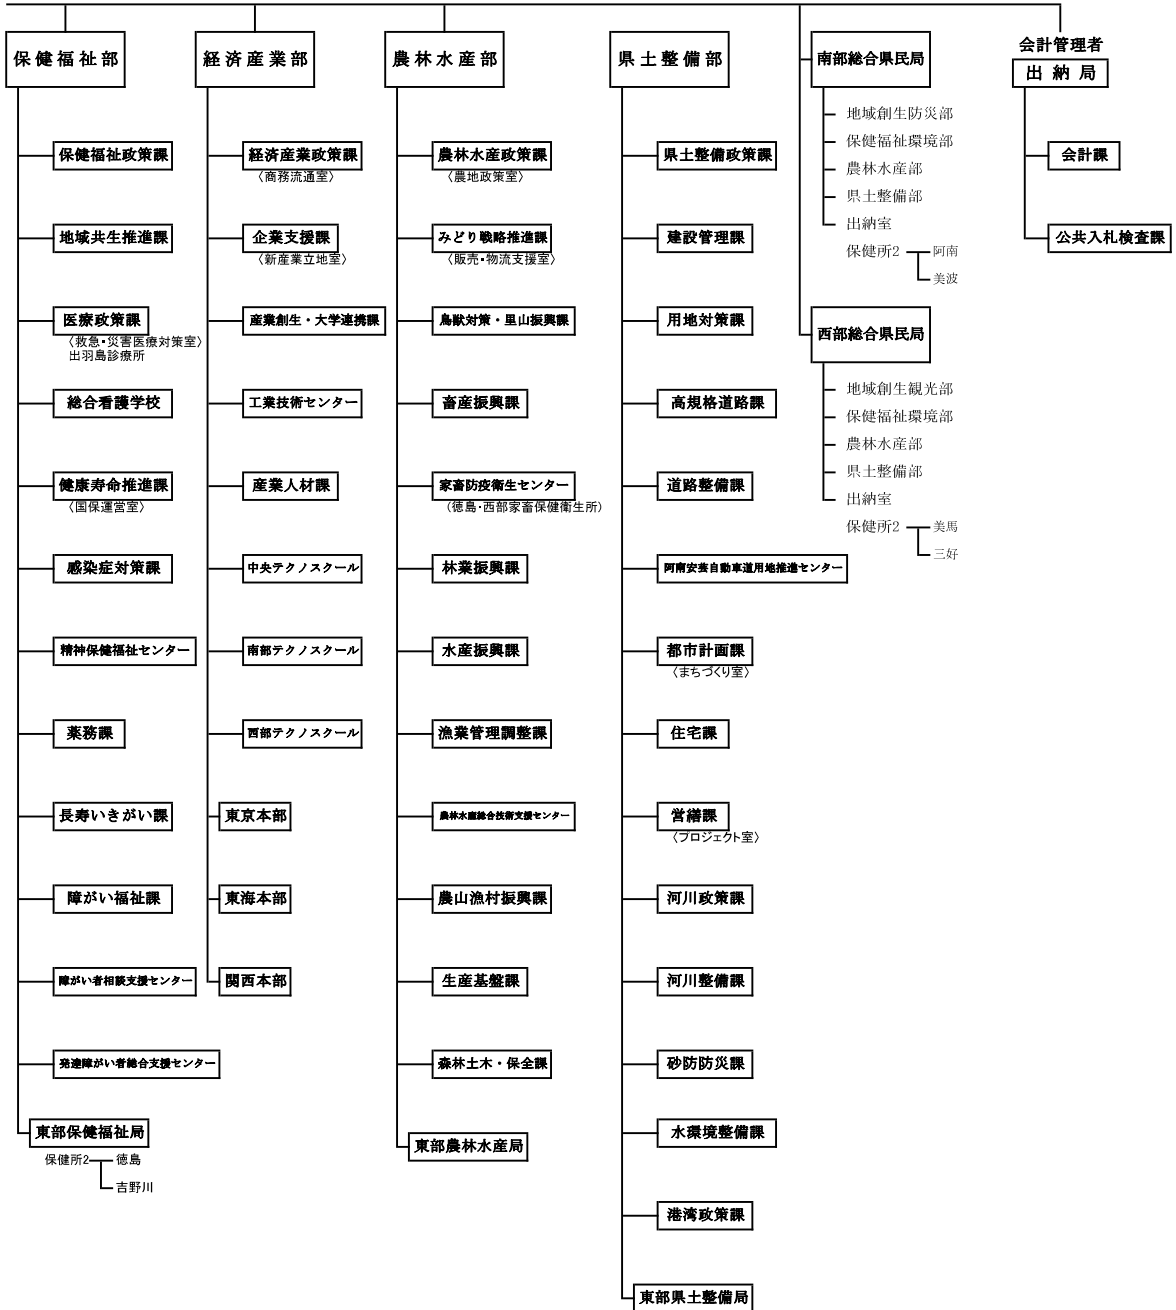 保健福祉部
保健福祉政策課
地域共生推進課
医療政策課
〈救急・災害医療対策室〉
出羽島診療所
総合看護学校
健康寿命推進課
〈国保運営室〉
感染症対策課
精神保健福祉センター
薬務課
長寿いきがい課
障がい福祉課
障がい者相談支援センター
発達障がい者総合支援センター
東部保健福祉局
保健所2
徳島
吉野川
経済産業部
経済産業政策課
〈商務流通室〉
企業支援課
〈新産業立地室〉
産業創生・大学連携課
工業技術センター
産業人材課
中央テクノスクール
南部テクノスクール
西部テクノスクール
東京本部
東海本部
関西本部
農林水産部
農林水産政策課
〈農地政策室〉
みどり戦略推進課
〈販売・物流支援室〉
鳥獣対策・里山振興課
畜産振興課
家畜防疫衛生センター
(徳島・西部家畜保健衛生所)
林業振興課
水産振興課
漁業管理調整課
農林水産総合技術支援センター
農山漁村振興課
生産基盤課
森林土木・保全課
東部農林水産局
県土整備部
県土整備政策課
建設管理課
用地対策課
高規格道路課
道路整備課
阿南安芸自動車道用地推進センター
都市計画課
〈まちづくり室〉
住宅課
営繕課
〈プロジェクト室〉
河川政策課
河川整備課
砂防防災課
水環境整備課
港湾政策課
東部県土整備局
南部総合県民局
地域創生防災部
保健福祉環境部
農林水産部
県土整備部
出納室
保健所2
阿南
美波
西部総合県民局
地域創生観光部
保健福祉環境部
農林水産部
県土整備部
出納室
保健所2
美馬
三好
会計管理者
出納局
会計課
公共入札検査課